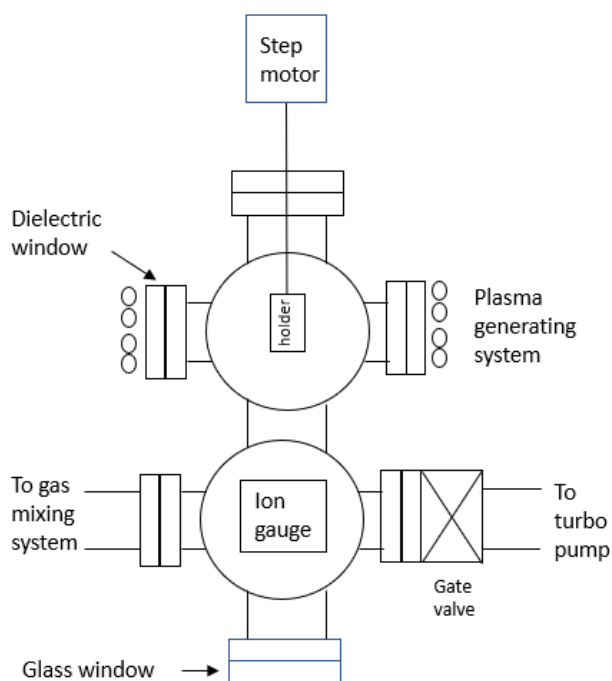 Step
motor
Dielectric
window
holder
Plasma
generating
system
To gas
mixing
system
Ion
gauge
To
turbo
pump
Gate
valve
Glass window